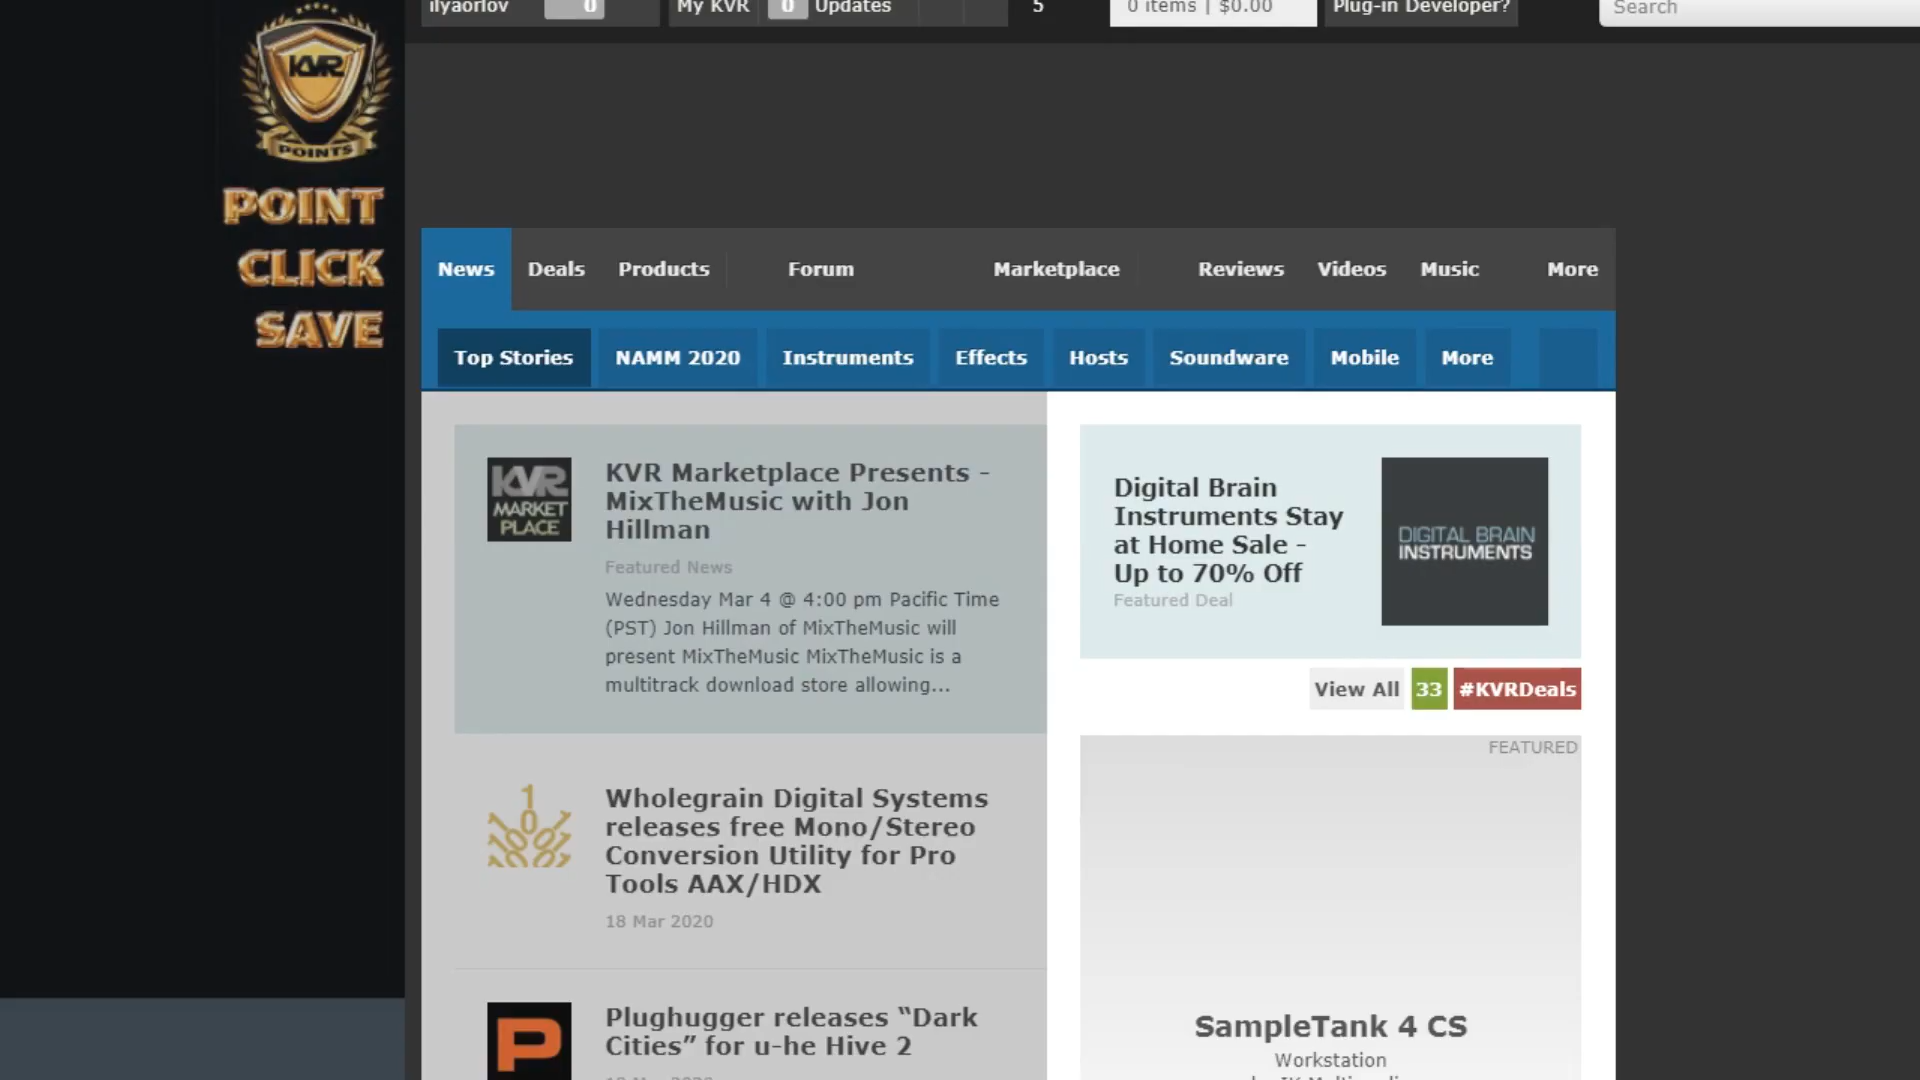 ilyaorlov 0 My KVR 0 Updates 5 0 items | $0.00 Plug-in Developer? Search
KVR
POINTS
POINT
CLICK
SAVE
News Deals Products Forum Marketplace Reviews Videos Music More
Top Stories NAMM 2020 Instruments Effects Hosts Soundware Mobile More
KVR
MARKET
PLACE
KVR Marketplace Presents -
MixTheMusic with Jon
Hillman
Featured News
Wednesday Mar 4 @ 4:00 pm Pacific Time
(PST) Jon Hillman of MixTheMusic will
present MixTheMusic MixTheMusic is a
multitrack download store allowing...
Wholegrain Digital Systems
releases free Mono/Stereo
Conversion Utility for Pro
Tools AAX/HDX
18 Mar 2020
Plughugger releases “Dark
Cities” for u-he Hive 2
Digital Brain
Instruments Stay
at Home Sale -
Up to 70% Off
Featured Deal
DIGITAL BRAIN
INSTRUMENTS
View All 33 #KVRDeals
FEATURED
SampleTank 4 CS
Workstation